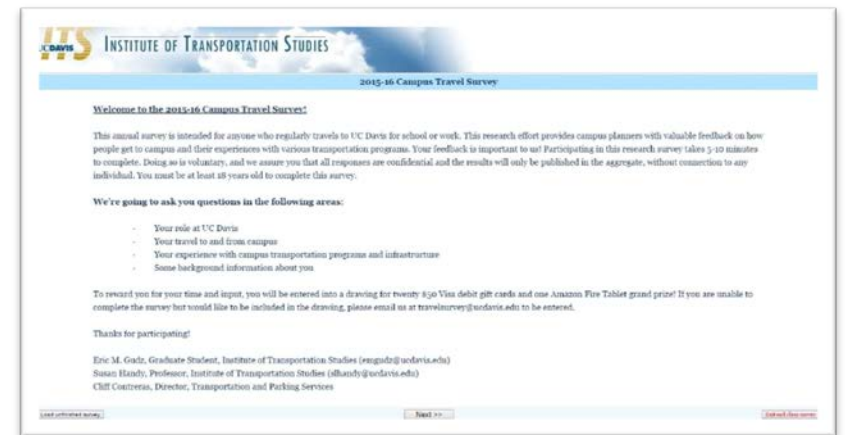 UCDAVIS ITS
INSTITUTE OF TRANSPORTATION STUDIES
2015-16 Campus Travel Survey
Welcome to the 2015-16 Campus Travel Survey!
This annual survey is intended for anyone who regularly travels to UC Davis for school or work. This research effort provides campus planners with valuable feedback on how
people get to campus and their experiences with various transportation programs. Your feedback is important to us! Participating in this research survey takes 5-10 minutes
to complete. Doing so is voluntary, and we assure you that all responses are confidential and the results will only be published in the aggregate, without connection to any
individual. You must be at least 18 years old to complete this survey.
We're going to ask you questions in the following areas:
- Your role at UC Davis
- Your travel to and from campus
- Your experience with campus transportation programs and infrastructure
- Some background information about you
To reward you for your time and input, you will be entered into a drawing for twenty $50 Visa debit gift cards and one Amazon Fire Tablet grand prize! If you are unable to
complete the survey but would like to be included in the drawing, please email us at travelsurvey@ucdavis.edu to be entered.
Thanks for participating!
Eric M. Gudz, Graduate Student, Institute of Transportation Studies (emgudz@ucdavis.edu)
Susan Handy, Professor, Institute of Transportation Studies (slhandy@ucdavis.edu)
Cliff Contreras, Director, Transportation and Parking Services
Load unfinished survey
Next >>
Exit and clear survey